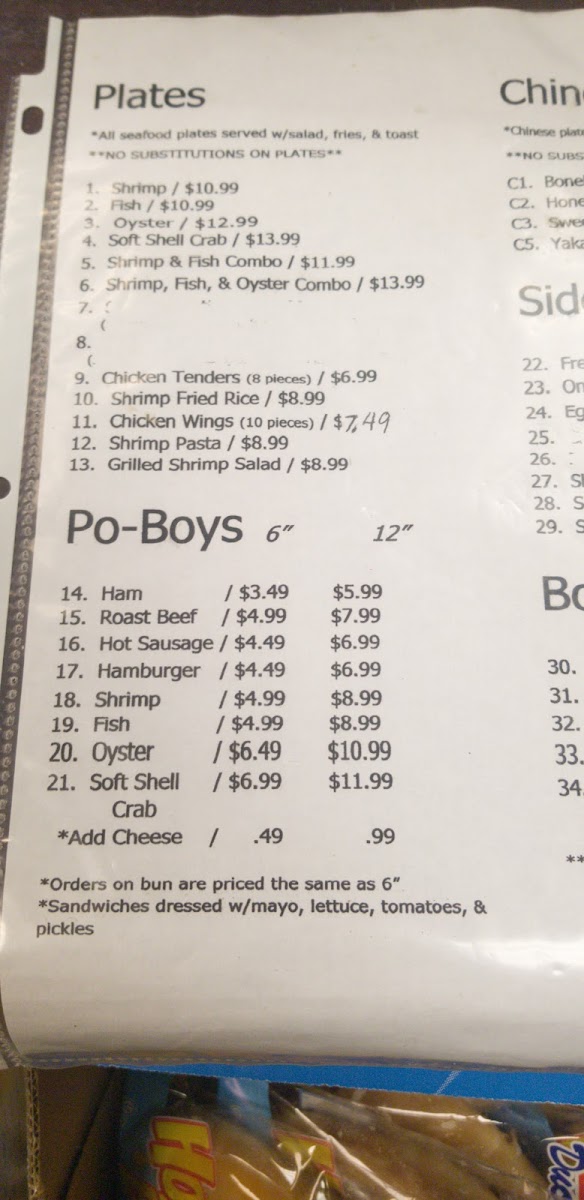 Plates
*All seafood plates served w/salad, fries, & toast
**NO SUBSTITUTIONS ON PLATES**
1. Shrimp / $10.99
2. Fish / $10.99
3. Oyster / $12.99
4. Soft Shell Crab / $13.99
5. Shrimp & Fish Combo / $11.99
6. Shrimp, Fish, & Oyster Combo / $13.99
7.
(
8.
(
9. Chicken Tenders (8 pieces) / $6.99
10. Shrimp Fried Rice / $8.99
11. Chicken Wings (10 pieces) / $7.49
12. Shrimp Pasta / $8.99
13. Grilled Shrimp Salad / $8.99
Po-Boys 6" 12"
14. Ham / $3.49 $5.99
15. Roast Beef / $4.99 $7.99
16. Hot Sausage / $4.49 $6.99
17. Hamburger / $4.49 $6.99
18. Shrimp / $4.99 $8.99
19. Fish / $4.99 $8.99
20. Oyster / $6.49 $10.99
21. Soft Shell / $6.99 $11.99
Crab
*Add Cheese / .49 .99
*Orders on bun are priced the same as 6"
*Sandwiches dressed w/mayo, lettuce, tomatoes, &
pickles
Chin
*Chinese plate
**NO SUBS
C1. Bone
C2. Hone
C3. Swee
C5. Yaka
Sid
22. Fre
23. On
24. Eg
25.
26.
27. Sl
28. S
29. S
Bo
30.
31.
32.
33.
34.
**
Ho